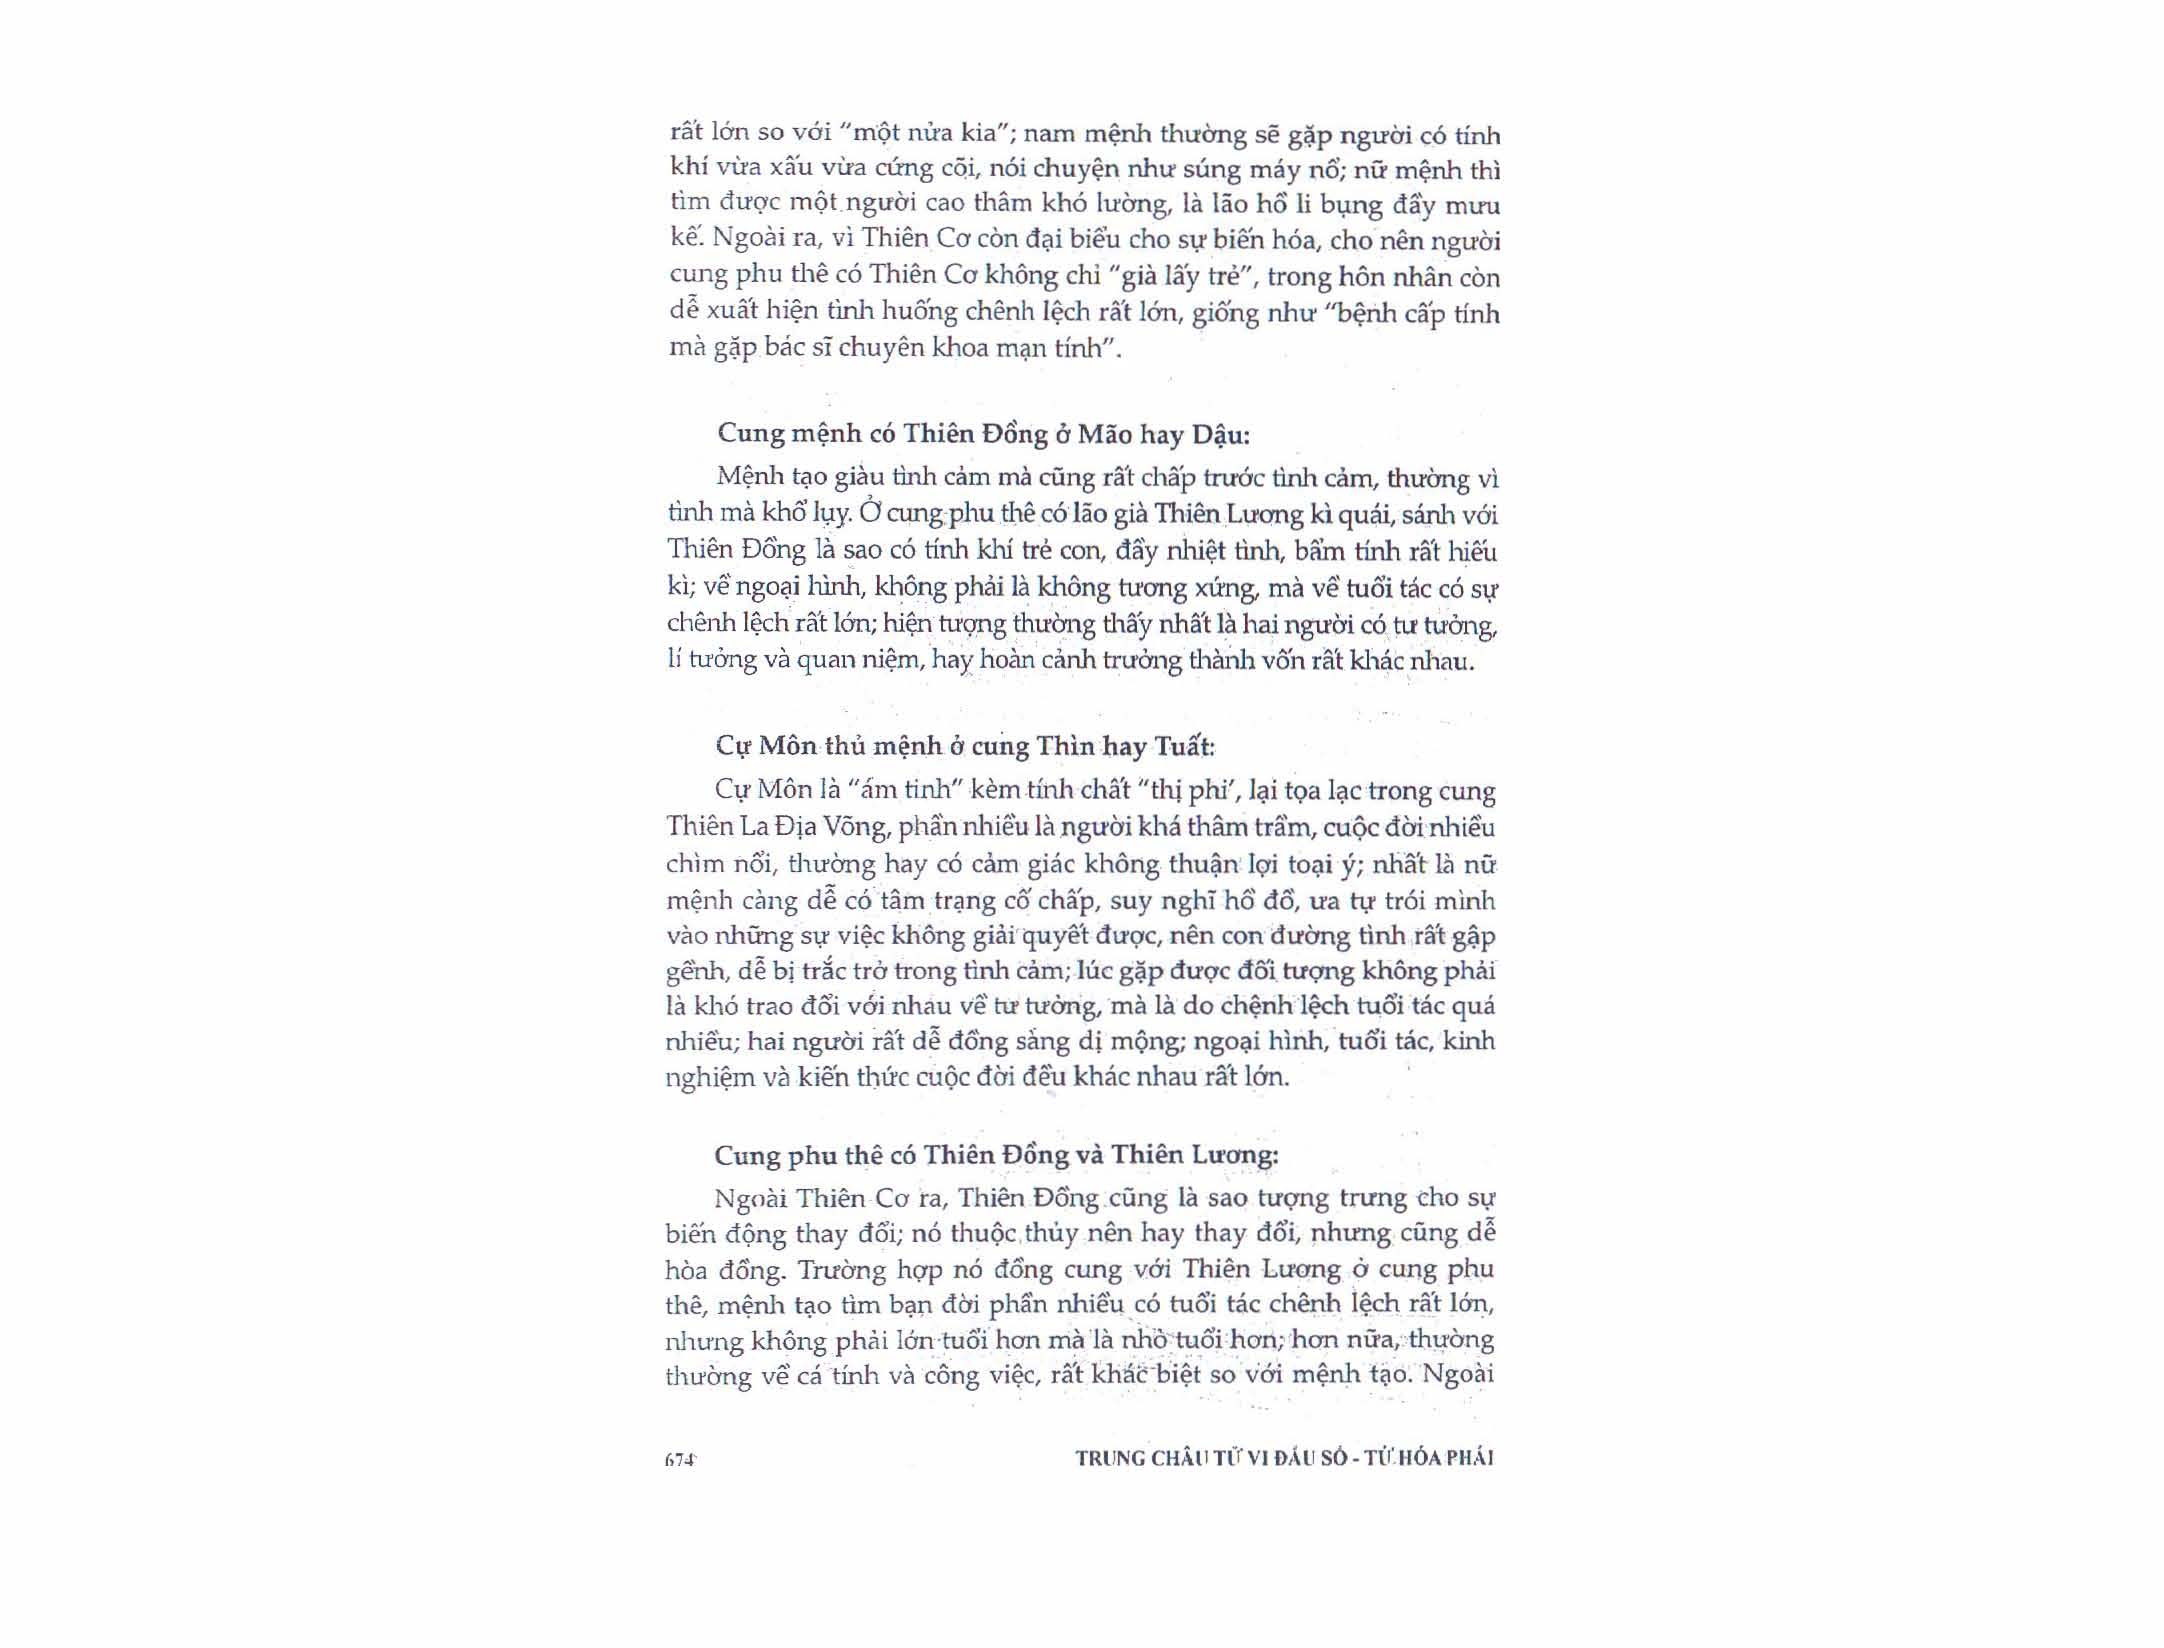 rất lớn so với "một nửa kia"; nam mệnh thường sẽ gặp người có tính
khí vừa xấu vừa cứng cỏi, nói chuyện như súng máy nổ; nữ mệnh thì
tìm được một người cao thâm khó lường, là lão hồ li bụng đầy mưu
kế. Ngoài ra, vì Thiên Cơ còn đại biểu cho sự biến hóa, cho nên người
cung phu thê có Thiên Cơ không chỉ "già lấy trẻ", trong hôn nhân còn
dễ xuất hiện tình huống chênh lệch rất lớn, giống như "bệnh cấp tính
mà gặp bác sĩ chuyên khoa mạn tính".
Cung mệnh có Thiên Đồng ở Mão hay Dậu:
Mệnh tạo giàu tình cảm mà cũng rất chấp trước tình cảm, thường vì
tình mà khổ lụy. Ở cung phu thê có lão già Thiên Lương kì quái, sánh với
Thiên Đồng là sao có tính khí trẻ con, đầy nhiệt tình, bẩm tính rất hiếu
kì; về ngoại hình, không phải là không tương xứng, mà về tuổi tác có sự
chênh lệch rất lớn; hiện tượng thường thấy nhất là hai người có tư tưởng,
lí tưởng và quan niệm, hay hoàn cảnh trưởng thành vốn rất khác nhau.
Cự Môn thủ mệnh ở cung Thìn hay Tuất:
Cự Môn là "ám tinh" kèm tính chất "thị phi', lại tọa lạc trong cung
Thiên La Địa Võng, phần nhiều là người khá thâm trầm, cuộc đời nhiều
chìm nổi, thường hay có cảm giác không thuận lợi toại ý; nhất là nữ
mệnh càng dễ có tâm trạng cố chấp, suy nghĩ hồ đồ, ưa tự trói mình
vào những sự việc không giải quyết được, nên con đường tình rất gập
gềnh, dễ bị trắc trở trong tình cảm; lúc gặp được đối tượng không phải
là khó trao đổi với nhau về tư tường, mà là do chệnh lệch tuổi tác quá
nhiều; hai người rất dễ đồng sàng dị mộng; ngoại hình, tuổi tác, kinh
nghiệm và kiến thức cuộc đời đều khác nhau rất lớn.
Cung phu thê có Thiên Đồng và Thiên Lương:
Ngoài Thiên Cơ ra, Thiên Đồng cũng là sao tượng trưng cho sự
biến động thay đổi; nó thuộc thủy nên hay thay đổi, nhưng cũng dễ
hòa đồng. Trường hợp nó đồng cung với Thiên Lương ở cung phu
thê, mệnh tạo tìm bạn đời phần nhiều có tuổi tác chênh lệch rất lớn,
nhưng không phải lớn tuổi hơn mà là nhỏ tuổi hơn; hơn nữa, thường
thường về cá tính và công việc, rất khác biệt so với mệnh tạo. Ngoài
674 TRUNG CHÂU TỬ VI ĐẨU SỐ - TỨ HÓA PHÁI